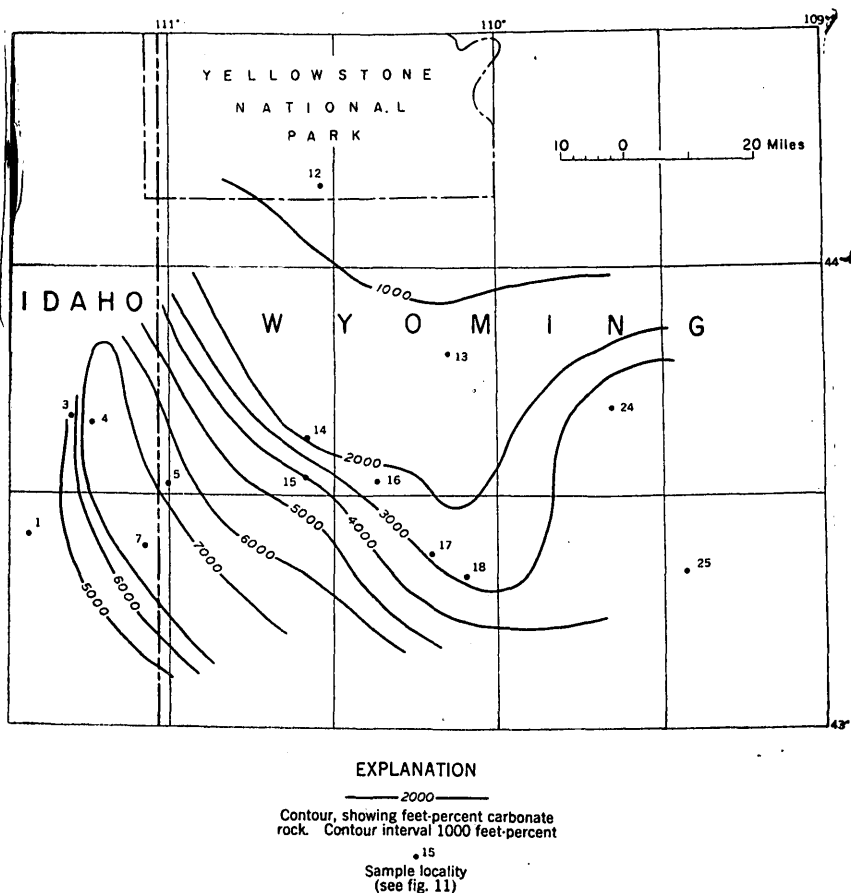 111° 110° 109°
YELLOWSTONE
NATIONAL
PARK
10 0 20 Miles
12
44
1000
IDAHO
WYOMING
13
3
4
14
24
2000
5
15
16
3000
1
5000
4000
7
6000
17
7000
18
25
5000
6000
43°
EXPLANATION
2000
Contour, showing feet-percent carbonate
rock. Contour interval 1000 feet-percent
15
Sample locality
(see fig. 11)